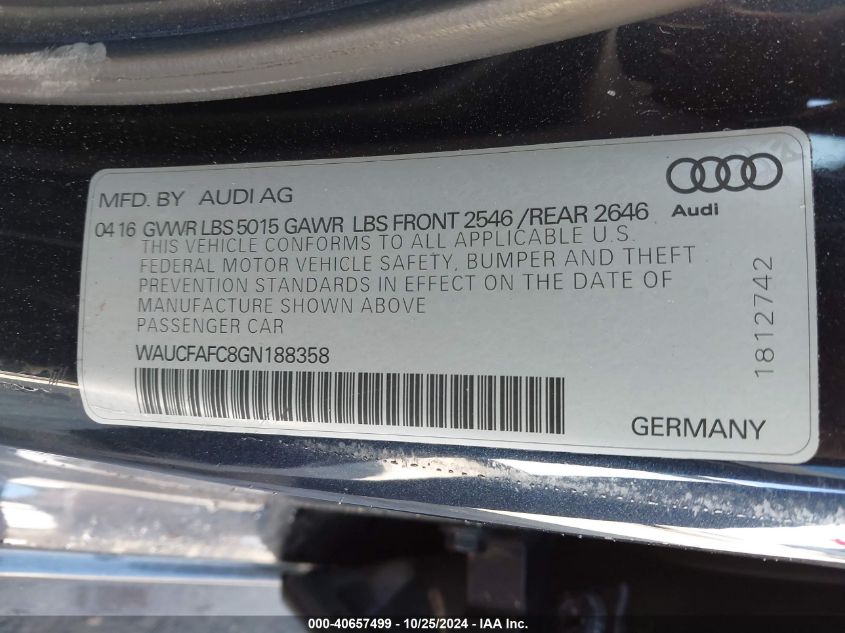 MFD. BY AUDI AG
Audi
04 16 GVWR LBS 5015 GAWR LBS FRONT 2546 /REAR 2646
THIS VEHICLE CONFORMS TO ALL APPLICABLE U.S.
FEDERAL MOTOR VEHICLE SAFETY, BUMPER AND THEFT
PREVENTION STANDARDS IN EFFECT ON THE DATE OF
MANUFACTURE SHOWN ABOVE
PASSENGER CAR
WAUCFAFC8GN188358
1812742
GERMANY
000-40657499 - 10/25/2024 - IAA Inc.